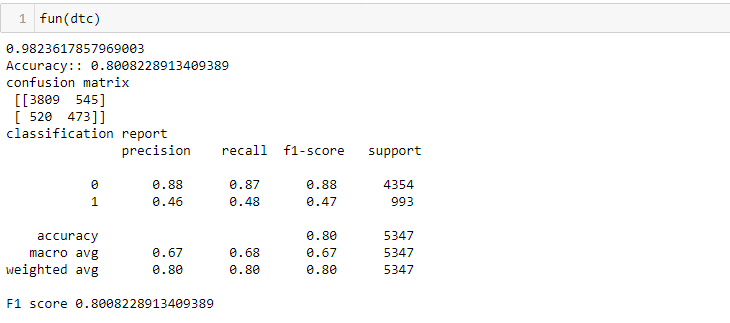 1 fun(dtc)
0.9823617857969003
Accuracy:: 0.8008228913409389
confusion matrix
[[3809 545]
[ 520 473]]
classification report
precision recall f1-score support
0 0.88 0.87 0.88 4354
1 0.46 0.48 0.47 993
accuracy 0.80 5347
macro avg 0.67 0.68 0.67 5347
weighted avg 0.80 0.80 0.80 5347
F1 score 0.8008228913409389